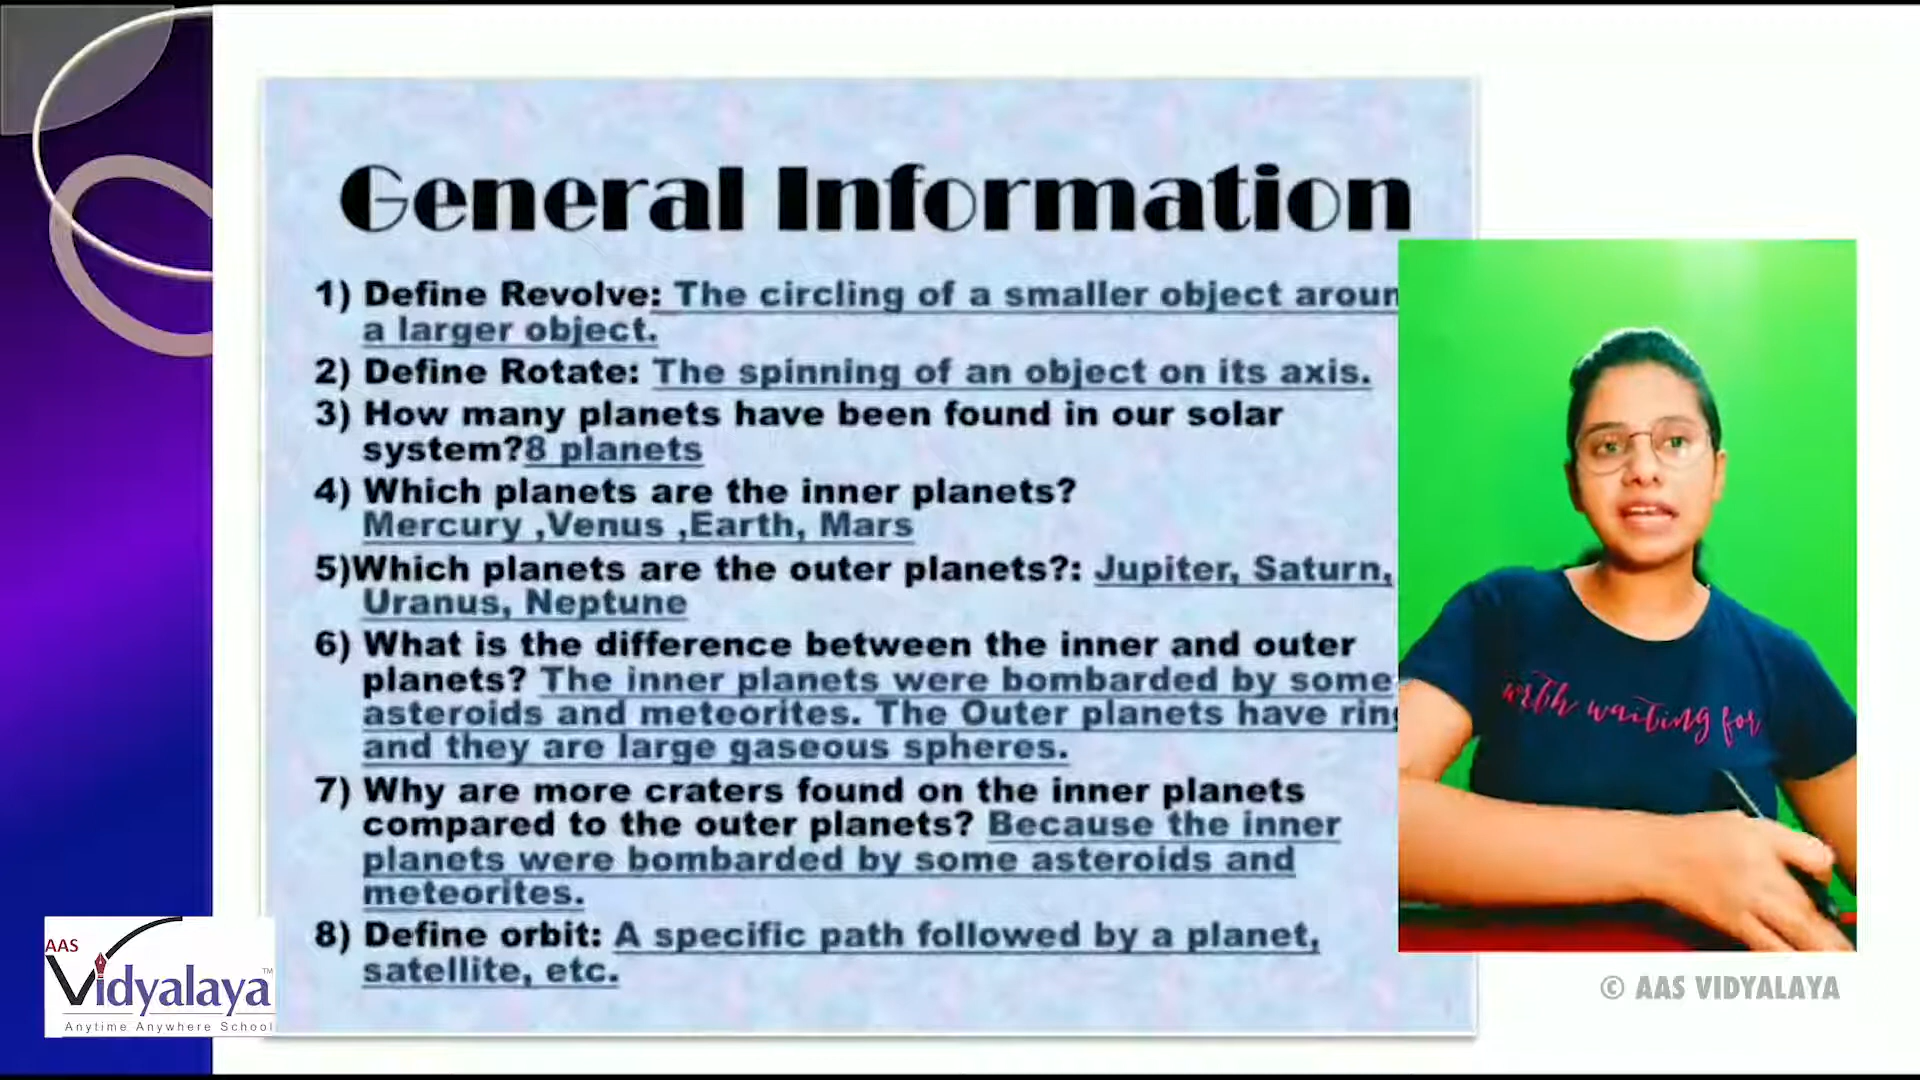 General Information
1) Define Revolve: The circling of a smaller object aroun
a larger object.
2) Define Rotate: The spinning of an object on its axis.
3) How many planets have been found in our solar
system?8 planets
4) Which planets are the inner planets?
Mercury ,Venus ,Earth, Mars
5)Which planets are the outer planets?: Jupiter, Saturn,
Uranus, Neptune
6) What is the difference between the inner and outer
planets? The inner planets were bombarded by some
asteroids and meteorites. The Outer planets have ring
and they are large gaseous spheres.
7) Why are more craters found on the inner planets
compared to the outer planets? Because the inner
planets were bombarded by some asteroids and
meteorites.
8) Define orbit: A specific path followed by a planet,
satellite, etc.
waiting for
AAS
Vidyalaya™
Anytime Anywhere School
© AAS VIDYALAYA